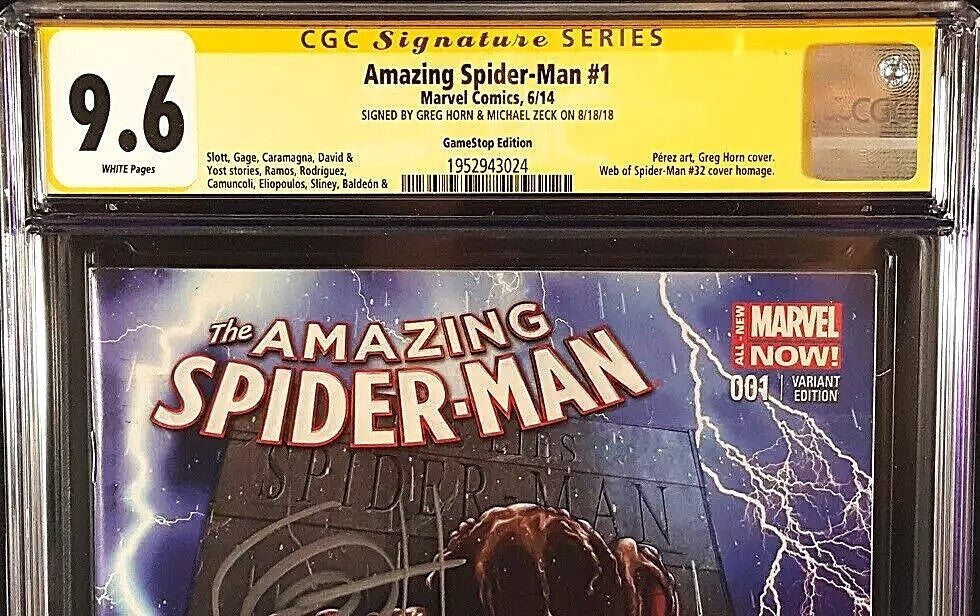 CGC Signature SERIES
9.6
WHITE Pages
Amazing Spider-Man #1
Marvel Comics, 6/14
SIGNED BY GREG HORN & MICHAEL ZECK ON 8/18/18
GameStop Edition
1952943024
Slott, Gage, Caramagna, David &
Yost stories, Ramos, Rodríguez,
Camuncoli, Eliopoulos, Sliney, Baldeón &
Pérez art, Greg Horn cover.
Web of Spider-Man #32 cover homage.
CGC
The AMAZING
SPIDER-MAN
ALL-NEW
MARVEL
NOW!
001
VARIANT
EDITION
LIES
SPIDER-MAN